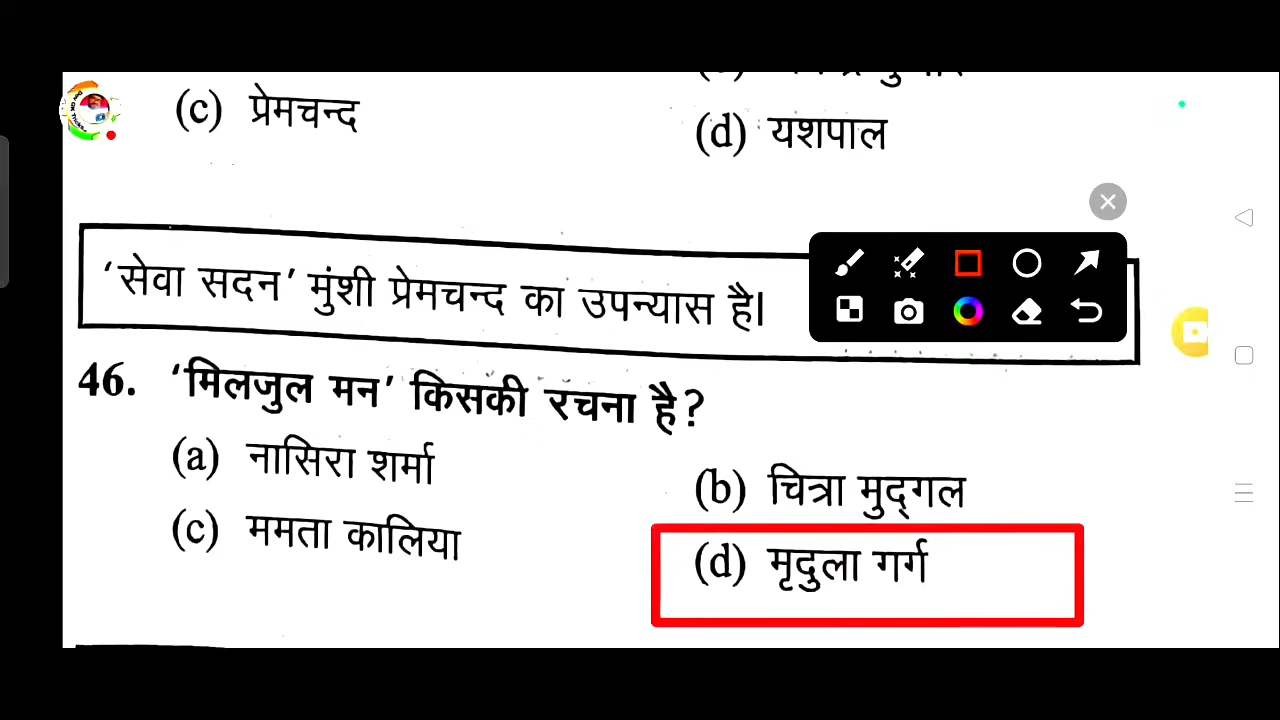 (c) प्रेमचन्द
(d) यशपाल
'सेवा सदन' मुंशी प्रेमचन्द का उपन्यास है।
46. 'मिलजुल मन' किसकी रचना है?
(a) नासिरा शर्मा
(b) चित्रा मुद्‌गल
(c) ममता कालिया
(d) मृदुला गर्ग